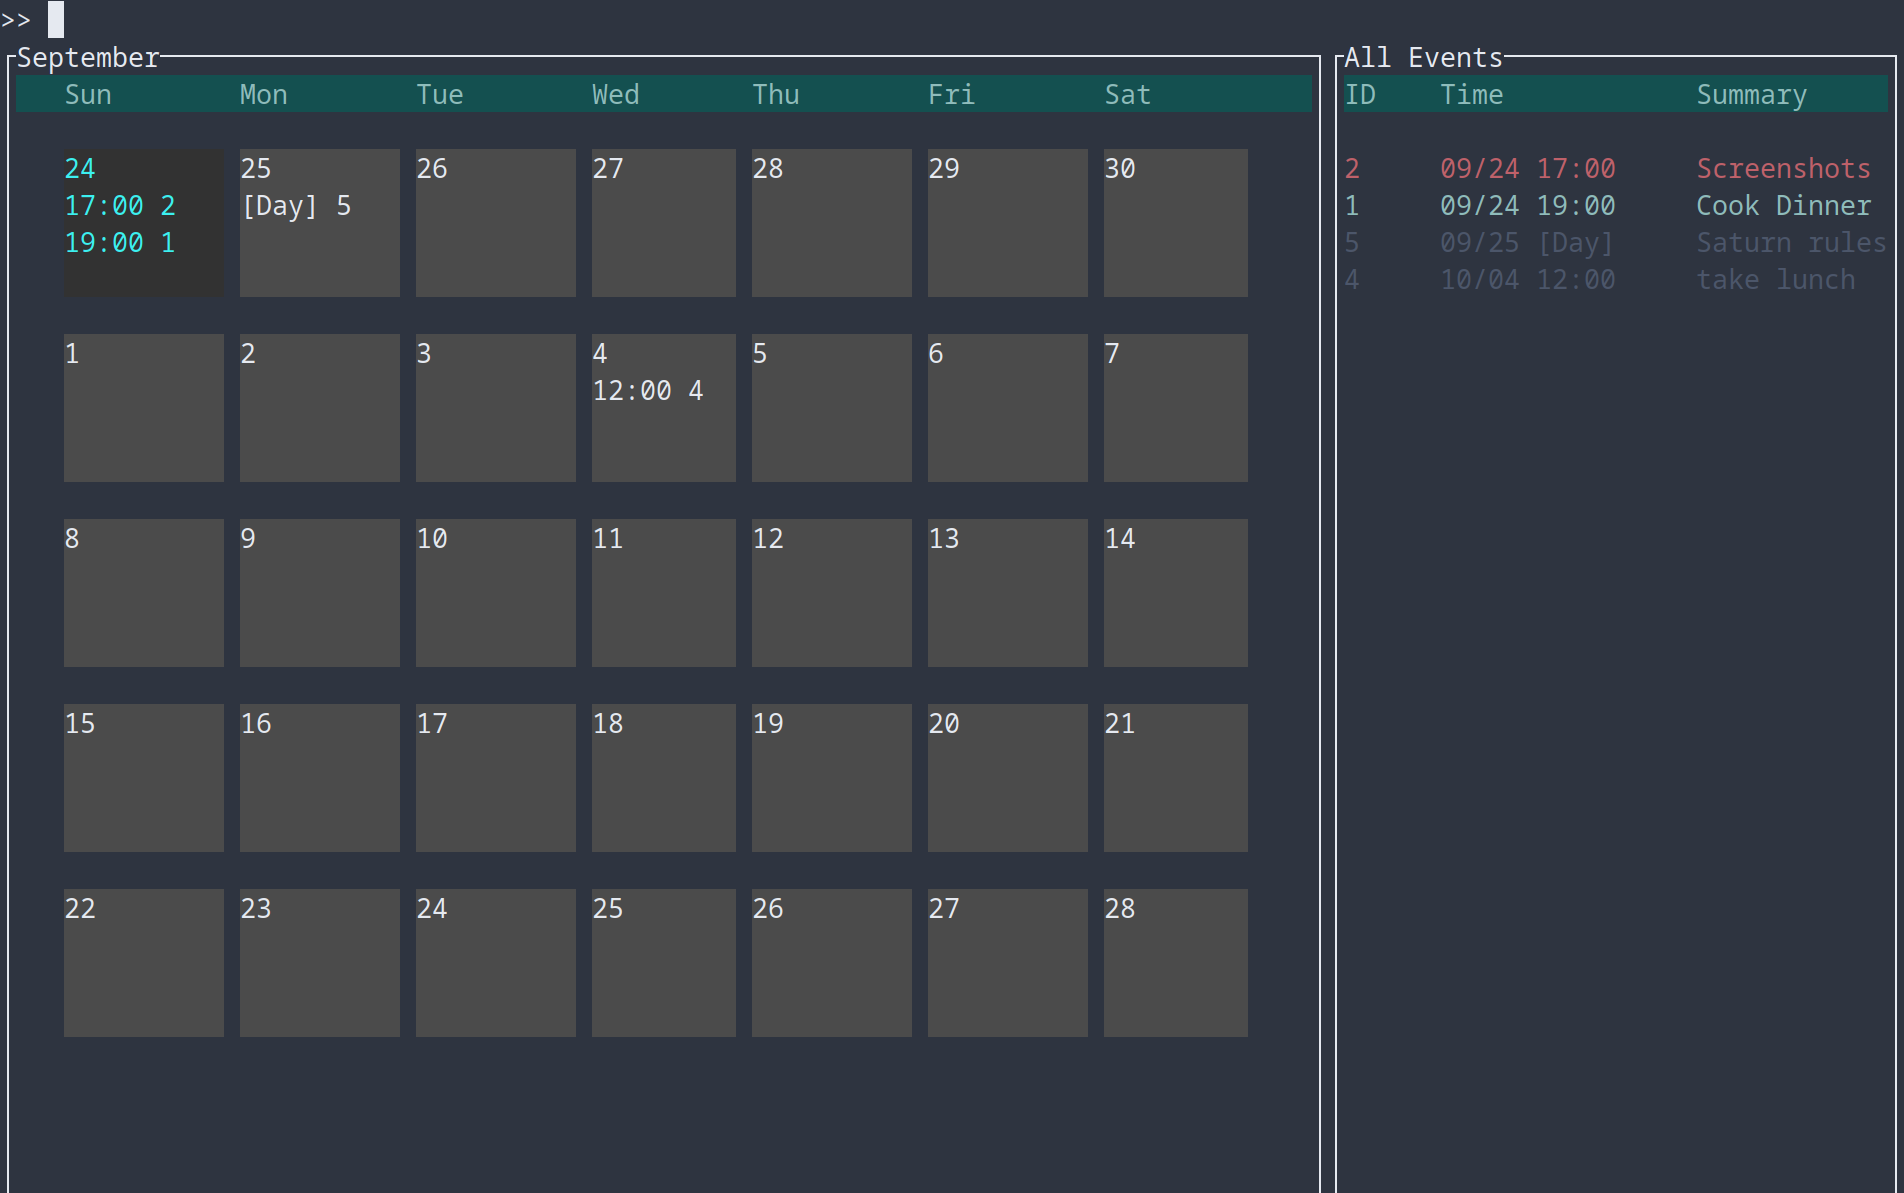 >>
September
Sun Mon Tue Wed Thu Fri Sat
24 25 26 27 28 29 30
17:00 2 [Day] 5
19:00 1
1 2 3 4 5 6 7
12:00 4
8 9 10 11 12 13 14
15 16 17 18 19 20 21
22 23 24 25 26 27 28
All Events
ID Time Summary
2 09/24 17:00 Screenshots
1 09/24 19:00 Cook Dinner
5 09/25 [Day] Saturn rules
4 10/04 12:00 take lunch